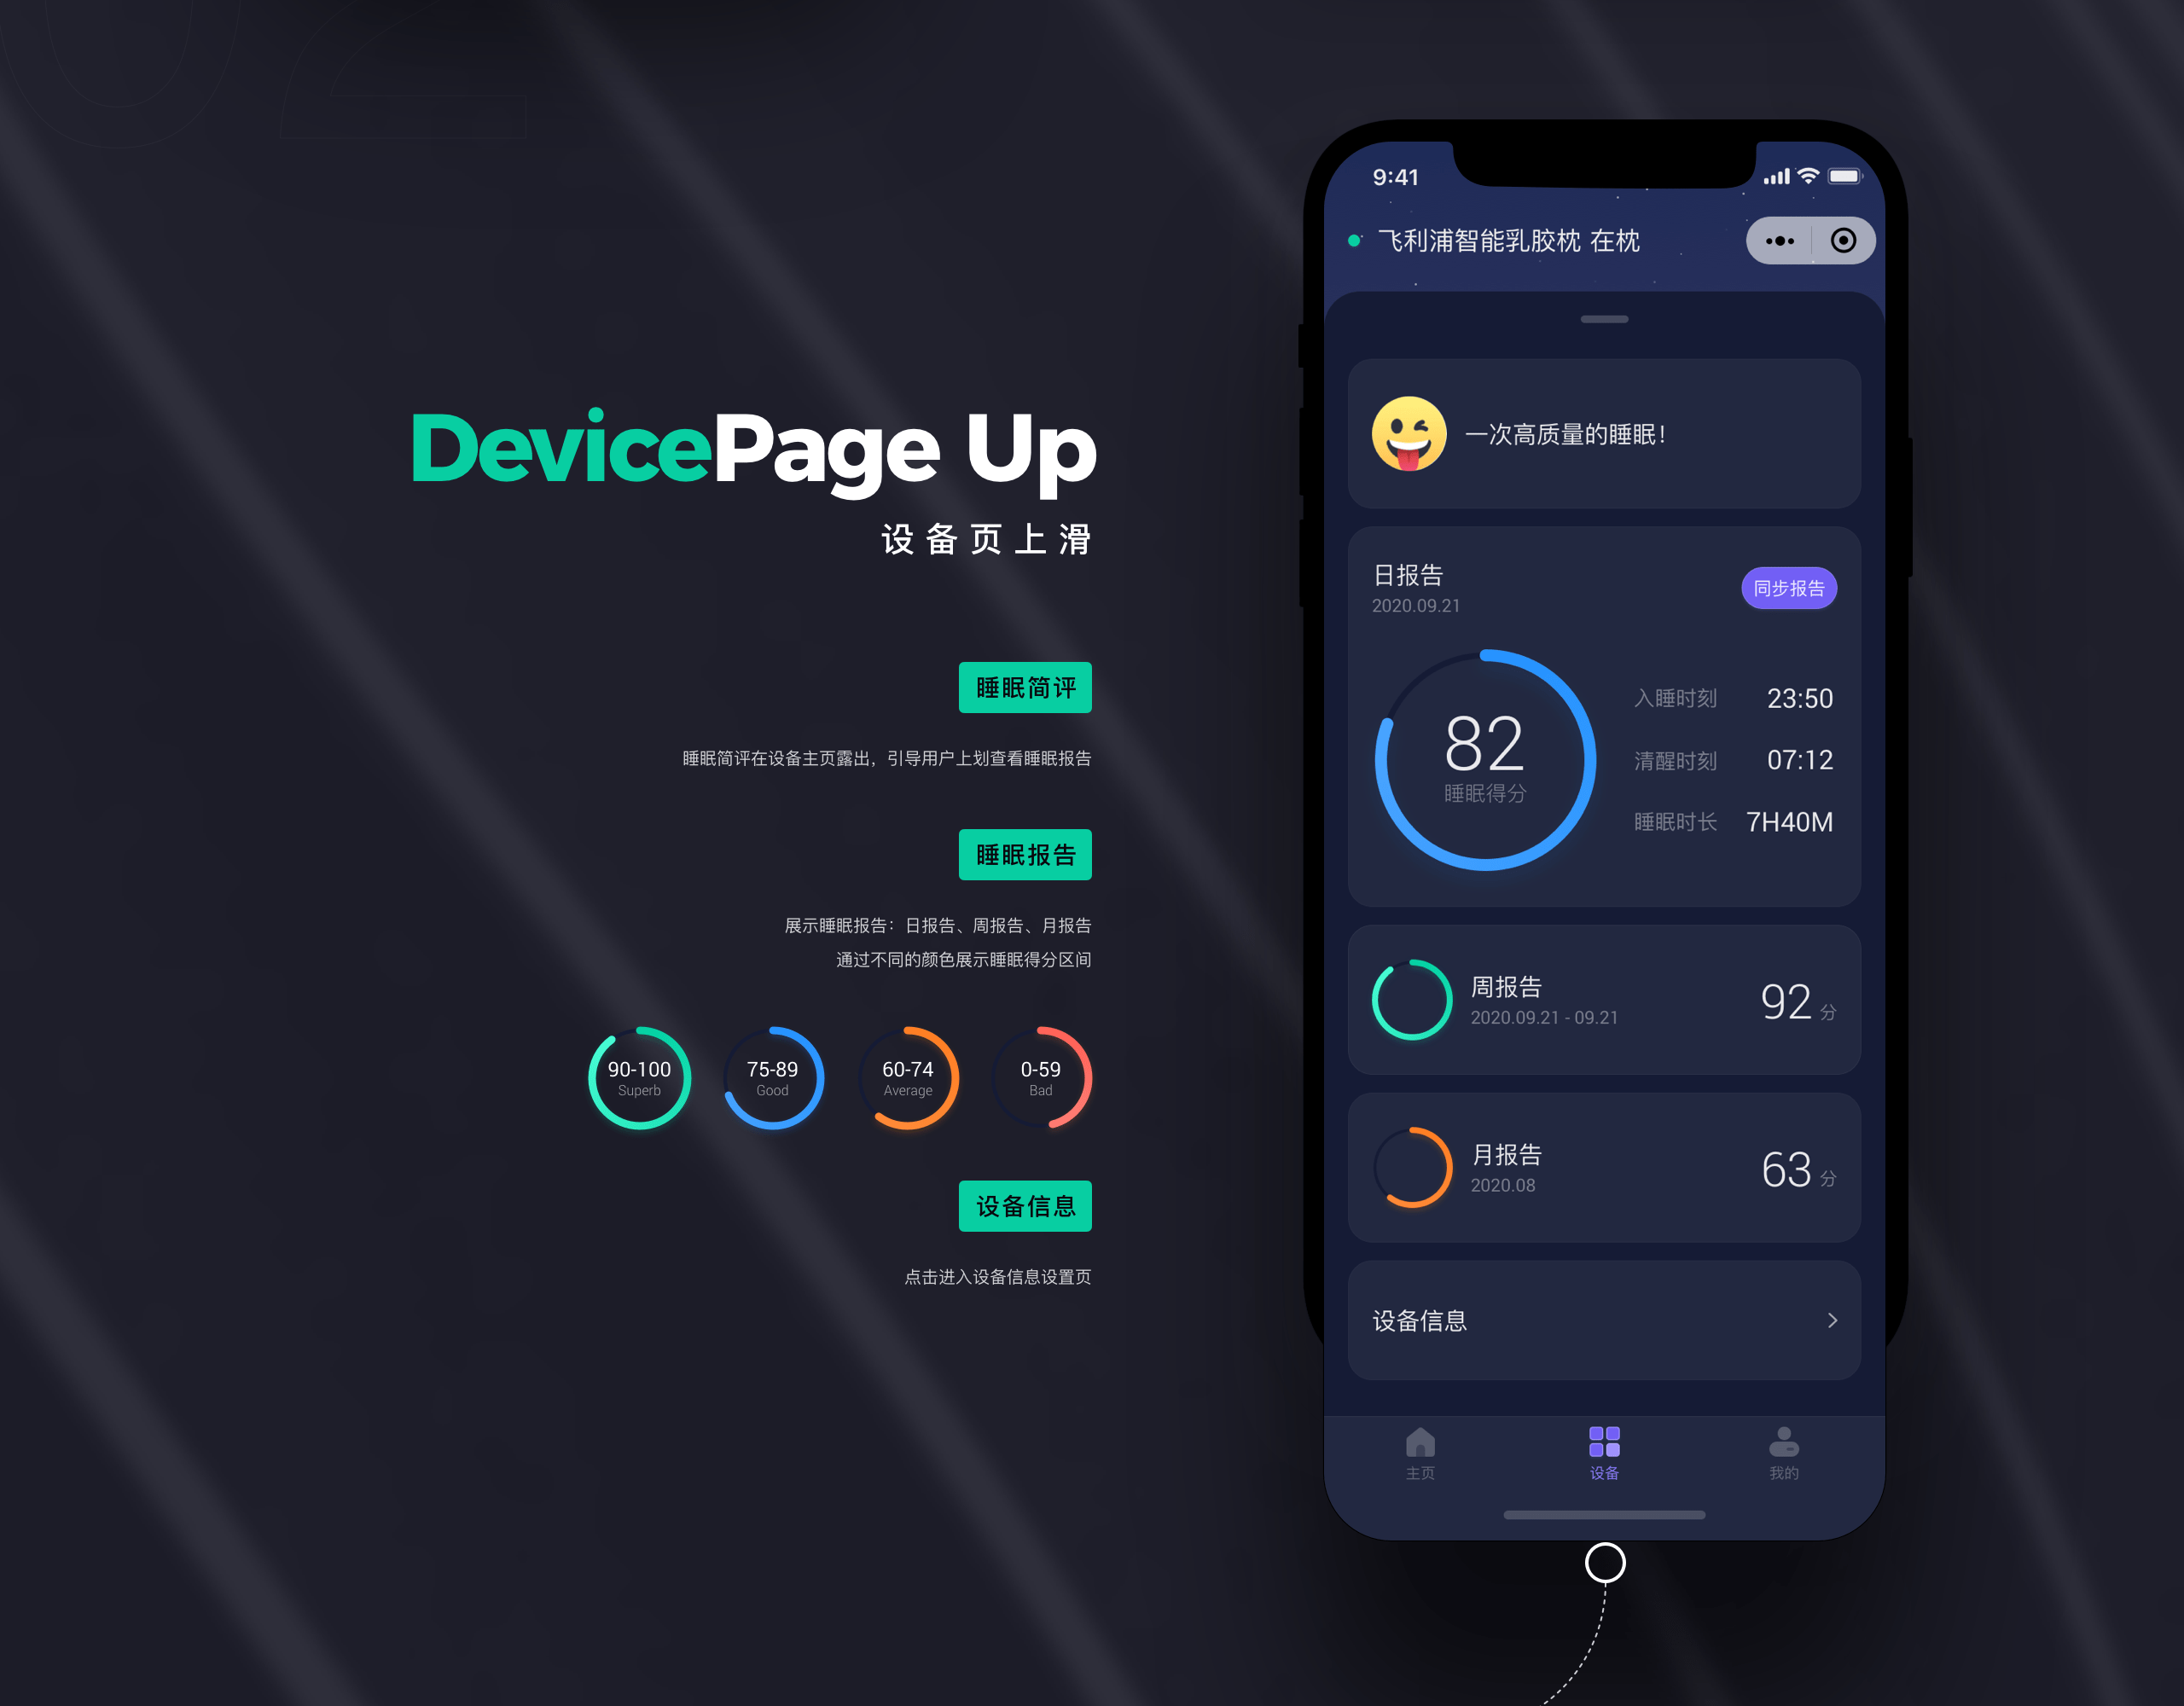 02
DevicePage Up
设备页上滑
睡眠简评
睡眠简评在设备主页露出，引导用户上划查看睡眠报告
睡眠报告
展示睡眠报告：日报告、周报告、月报告
通过不同的颜色展示睡眠得分区间
90-100
Superb
75-89
Good
60-74
Average
0-59
Bad
设备信息
点击进入设备信息设置页
9:41
飞利浦智能乳胶枕 在枕
一次高质量的睡眠！
日报告
2020.09.21
同步报告
82
睡眠得分
入睡时刻 23:50
清醒时刻 07:12
睡眠时长 7H40M
周报告
2020.09.21 - 09.21
92 分
月报告
2020.08
63 分
设备信息
主页 设备 我的